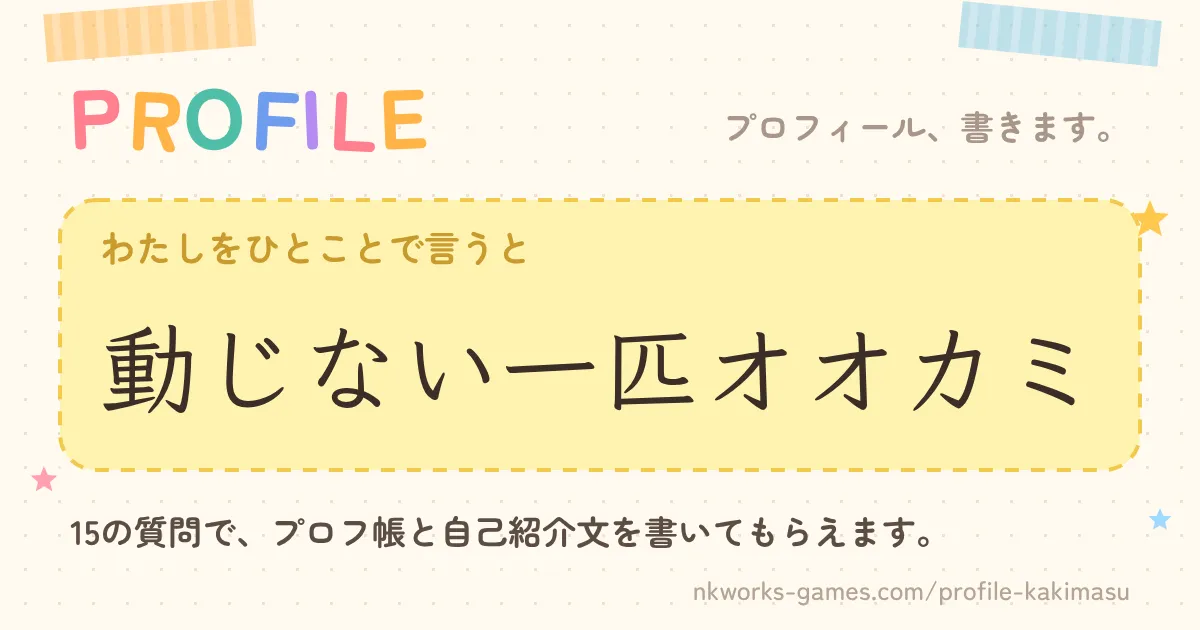 PROFILE
プロフィール、書きます。
わたしをひとことで言うと
動じない一匹オオカミ
15の質問で、プロフ帳と自己紹介文を書いてもらえます。
nkworks-games.com/profile-kakimasu